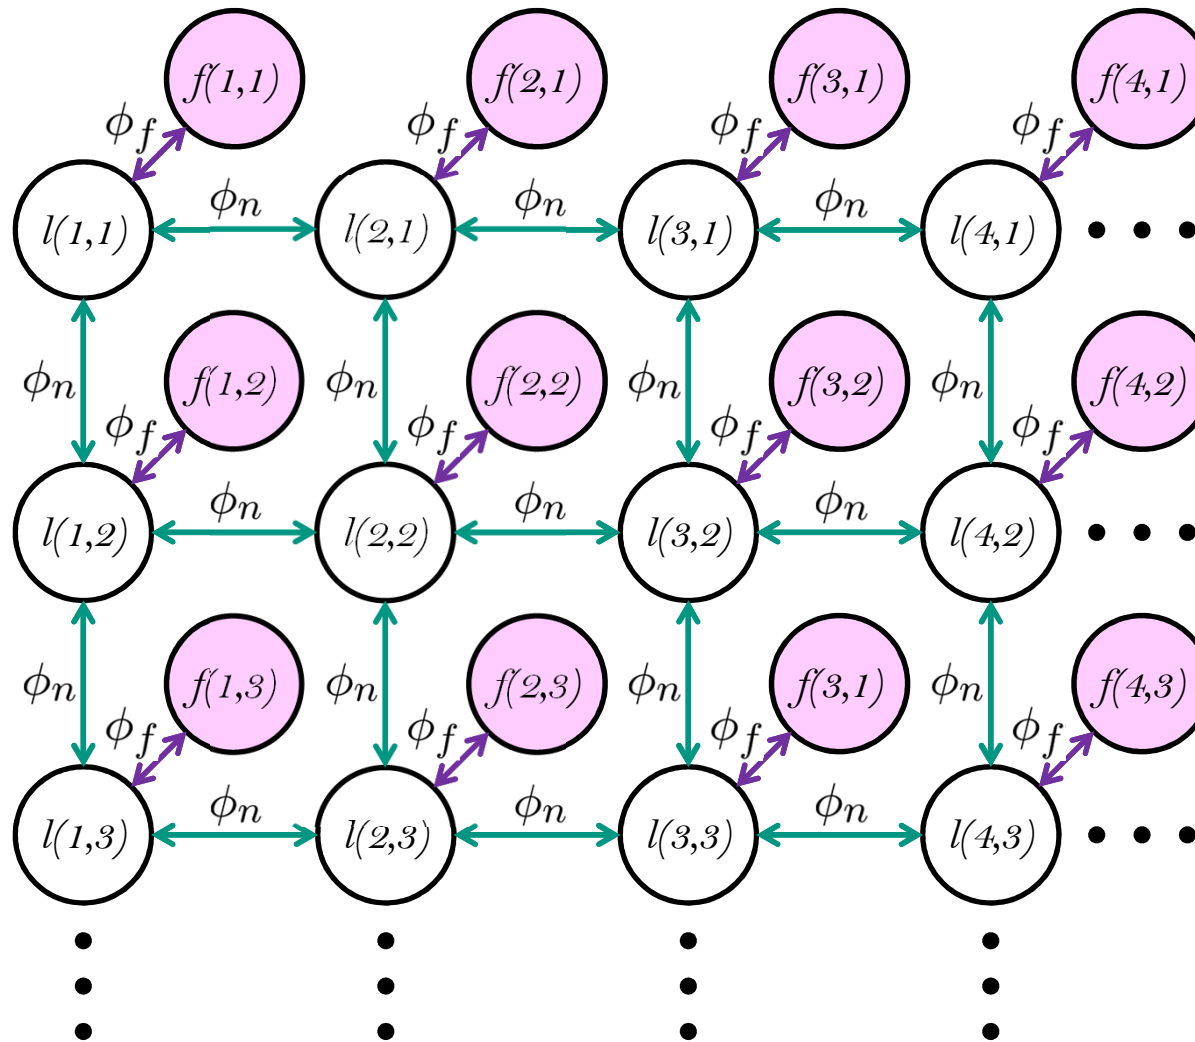 f(1,1) f(2,1) f(3,1) f(4,1)
ϕf ϕf ϕf ϕf
ϕn ϕn ϕn
l(1,1) l(2,1) l(3,1) l(4,1)
f(1,2) f(2,2) f(3,2) f(4,2)
ϕn ϕn ϕn ϕn
ϕf ϕf ϕf ϕf
ϕn ϕn ϕn
l(1,2) l(2,2) l(3,2) l(4,2)
f(1,3) f(2,3) f(3,1) f(4,3)
ϕn ϕn ϕn ϕn
ϕf ϕf ϕf ϕf
ϕn ϕn ϕn
l(1,3) l(2,3) l(3,3) l(4,3)